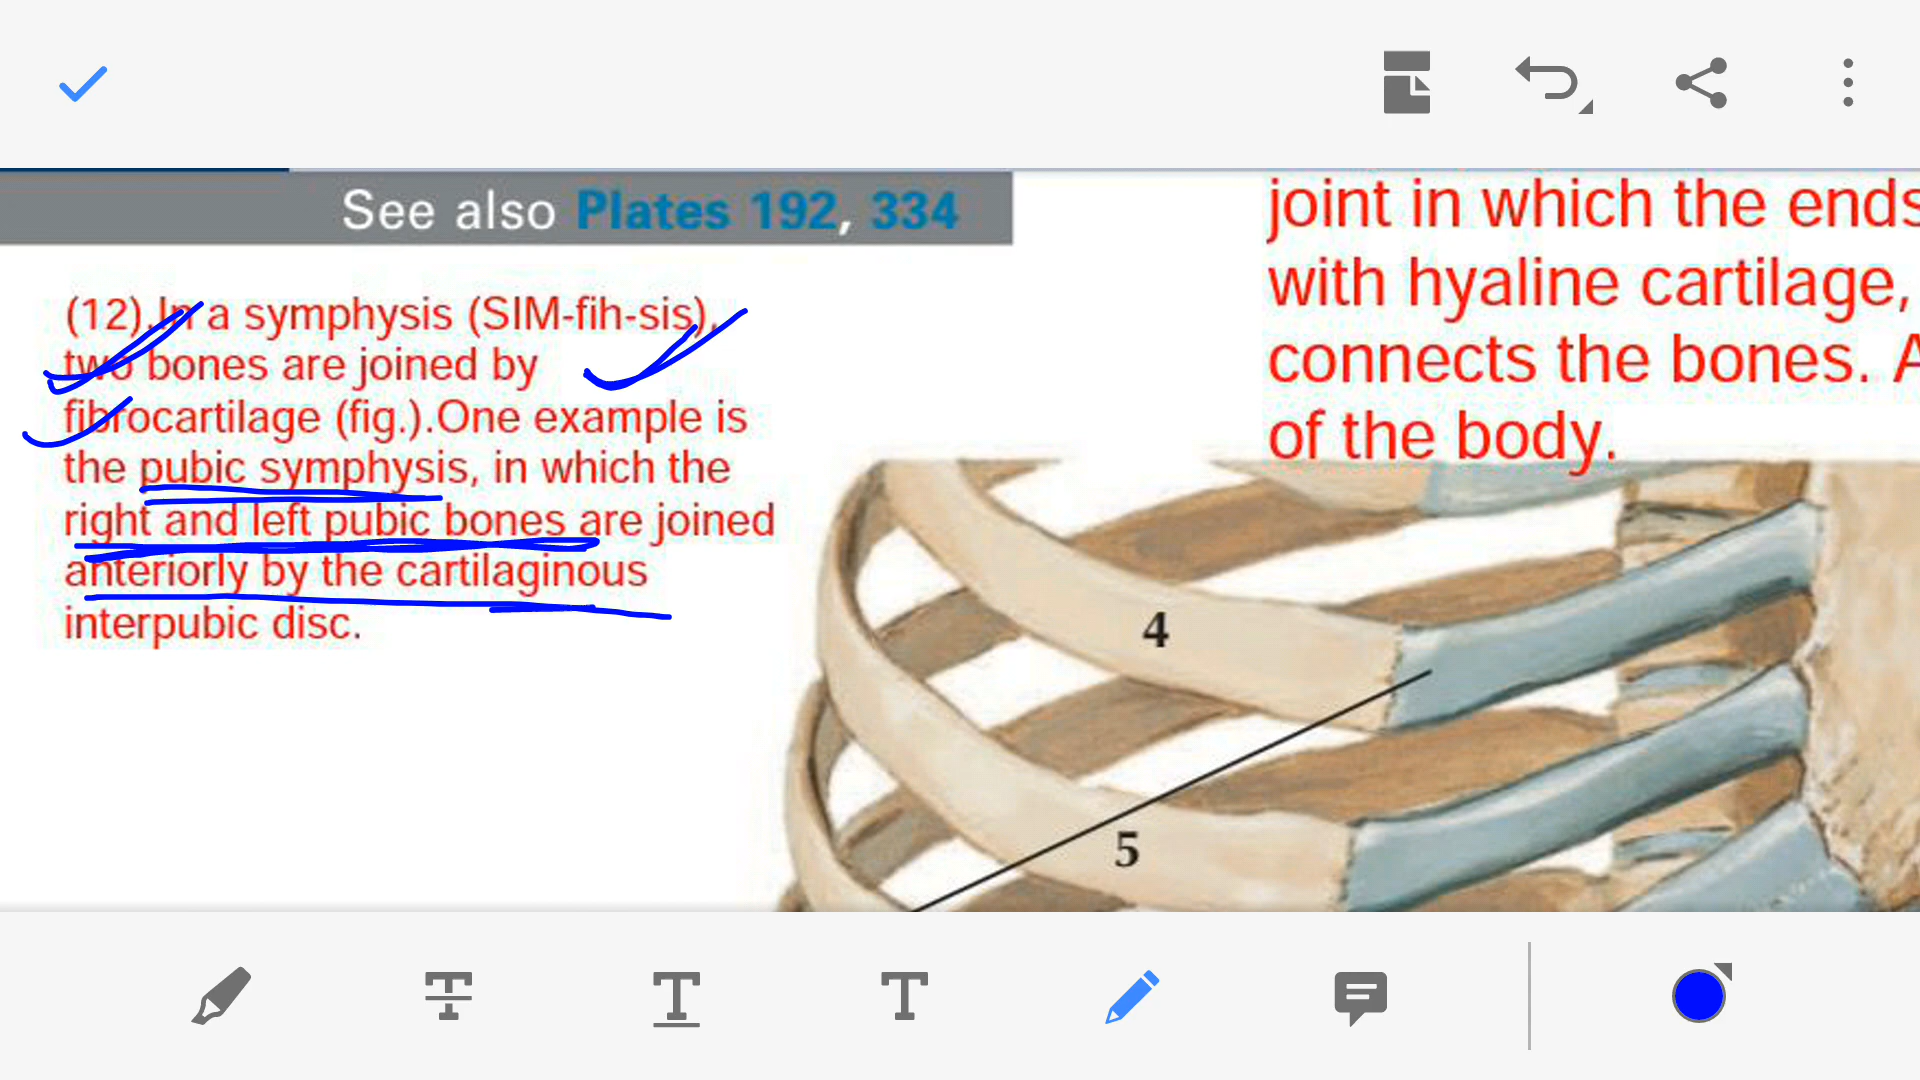 See also Plates 192, 334
(12).In a symphysis (SIM-fih-sis),
two bones are joined by
fibrocartilage (fig.).One example is
the pubic symphysis, in which the
right and left pubic bones are joined
anteriorly by the cartilaginous
interpubic disc.
joint in which the ends
with hyaline cartilage,
connects the bones. A
of the body.
4
5